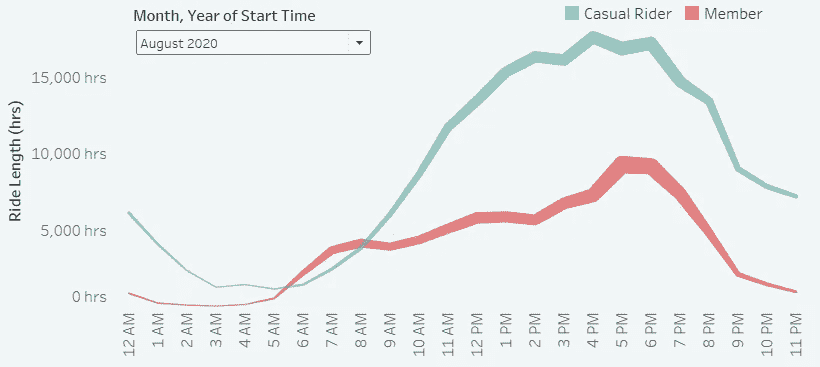 Month, Year of Start Time
Casual Rider Member
August 2020
Ride Length (hrs)
15,000 hrs
10,000 hrs
5,000 hrs
0 hrs
12 AM
1 AM
2 AM
3 AM
4 AM
5 AM
6 AM
7 AM
8 AM
9 AM
10 AM
11 AM
12 PM
1 PM
2 PM
3 PM
4 PM
5 PM
6 PM
7 PM
8 PM
9 PM
10 PM
11 PM